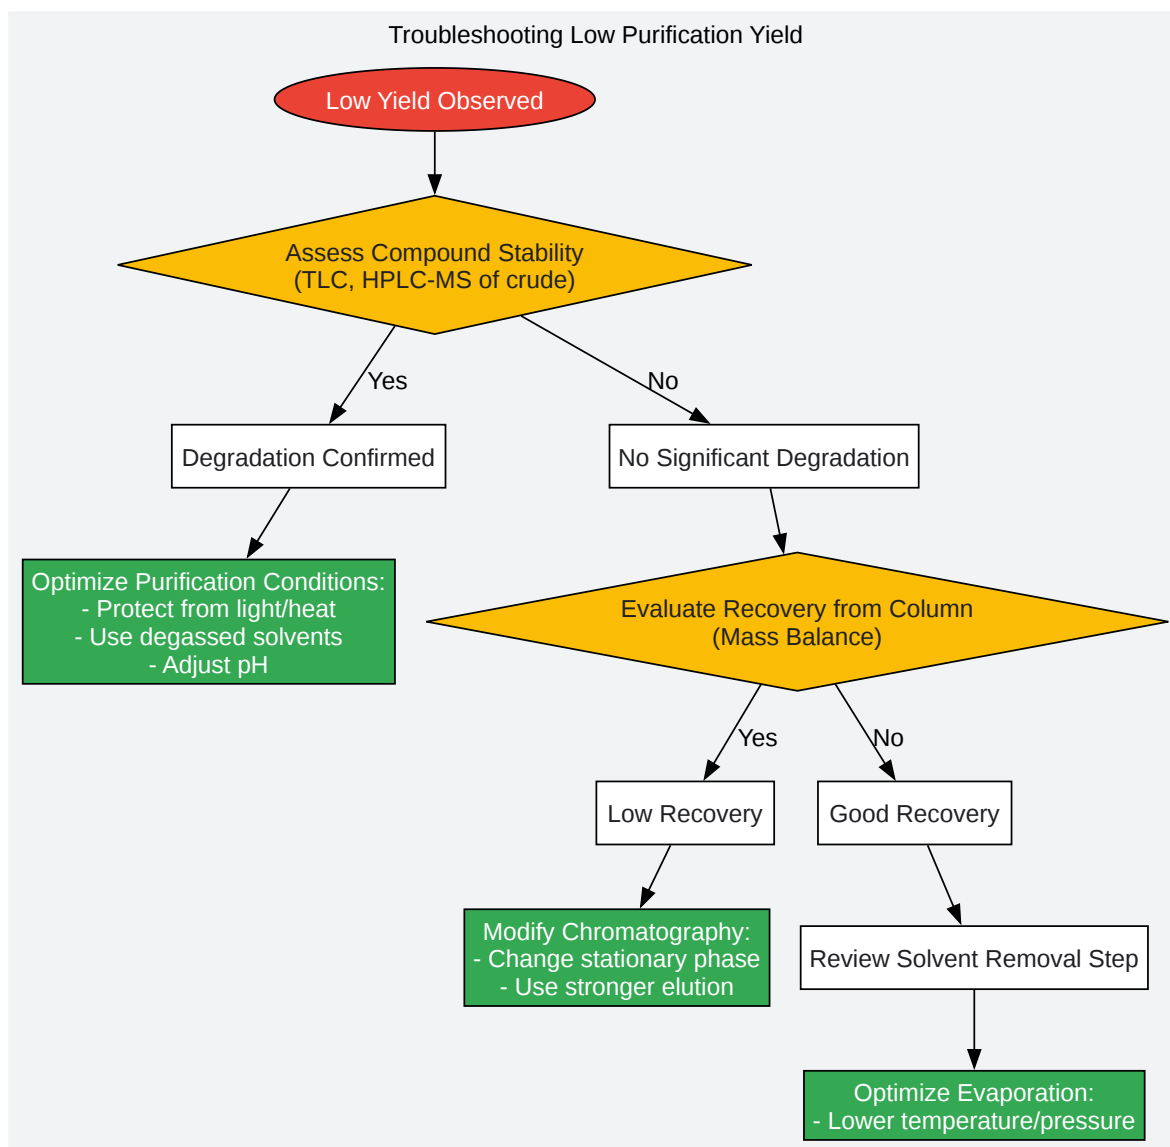 Troubleshooting Low Purification Yield
Low Yield Observed
Assess Compound Stability
(TLC, HPLC-MS of crude)
Yes
No
Degradation Confirmed
No Significant Degradation
Optimize Purification Conditions:
- Protect from light/heat
- Use degassed solvents
- Adjust pH
Evaluate Recovery from Column
(Mass Balance)
Yes
No
Low Recovery
Good Recovery
Modify Chromatography:
- Change stationary phase
- Use stronger elution
Review Solvent Removal Step
Optimize Evaporation:
- Lower temperature/pressure